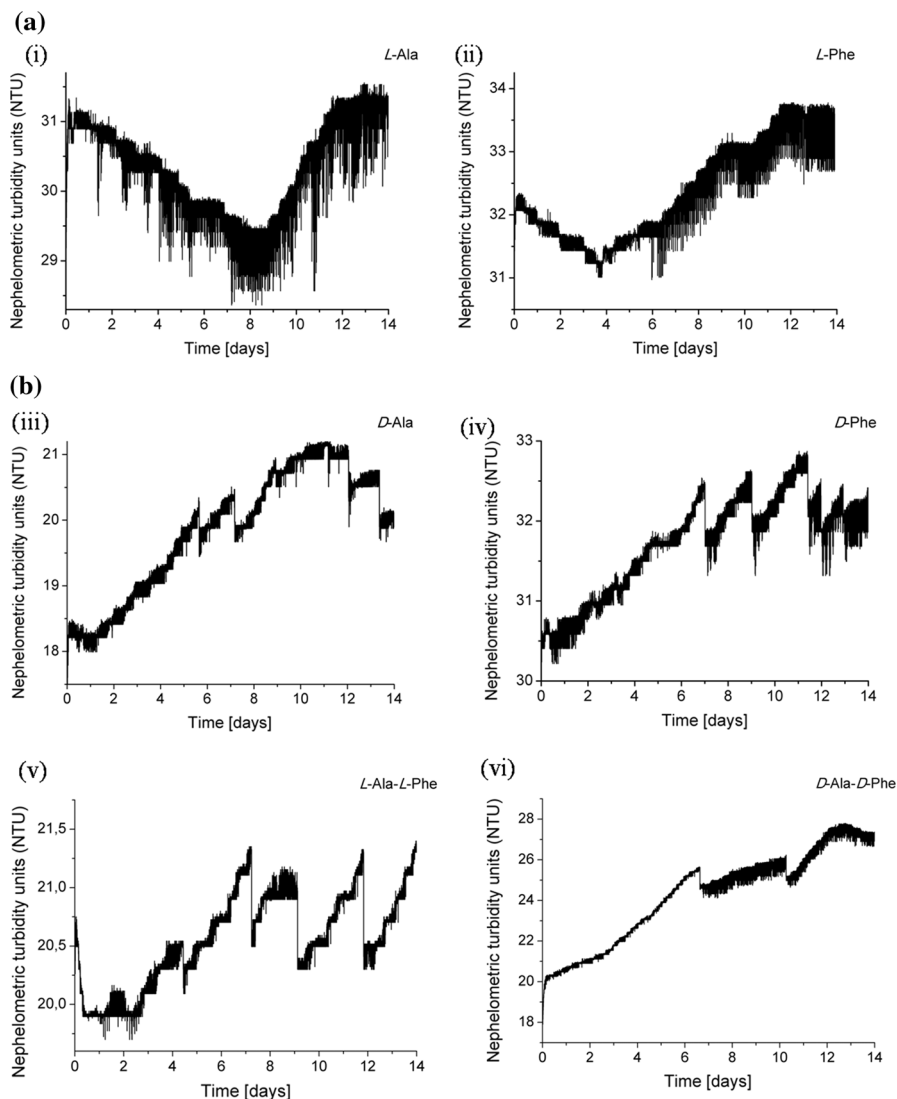 (a)
(i)
L-Ala
Nephelometric turbidity units (NTU)
31
30
29
0 2 4 6 8 10 12 14
Time [days]
(ii)
L-Phe
Nephelometric turbidity units (NTU)
34
33
32
31
0 2 4 6 8 10 12 14
Time [days]
(b)
(iii)
D-Ala
Nephelometric turbidity units (NTU)
21
20
19
18
0 2 4 6 8 10 12 14
Time [days]
(iv)
D-Phe
Nephelometric turbidity units (NTU)
33
32
31
30
0 2 4 6 8 10 12 14
Time [days]
(v)
L-Ala-L-Phe
Nephelometric turbidity units (NTU)
21,5
21,0
20,5
20,0
0 2 4 6 8 10 12 14
Time [days]
(vi)
D-Ala-D-Phe
Nephelometric turbidity units (NTU)
28
26
24
22
20
18
0 2 4 6 8 10 12 14
Time [days]